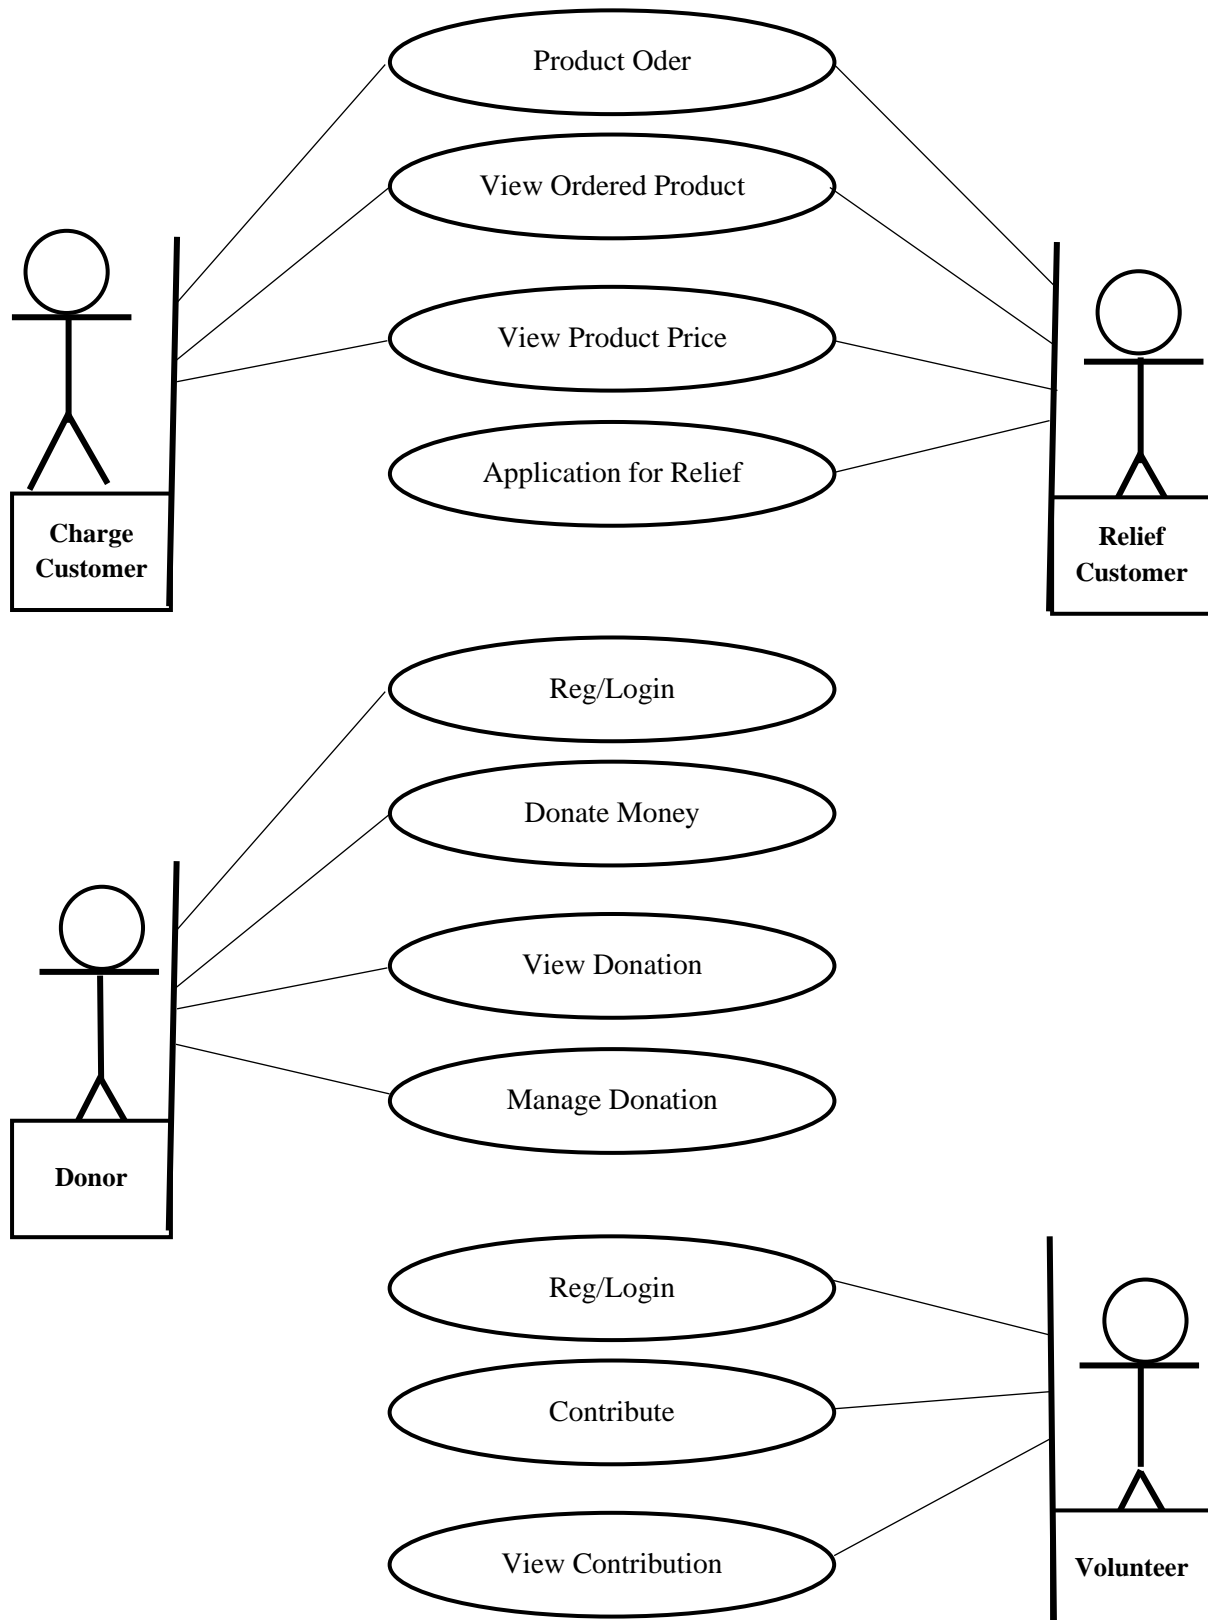 Product Oder
View Ordered Product
View Product Price
Application for Relief
Charge
Customer
Relief
Customer
Reg/Login
Donate Money
View Donation
Manage Donation
Donor
Reg/Login
Contribute
View Contribution
Volunteer